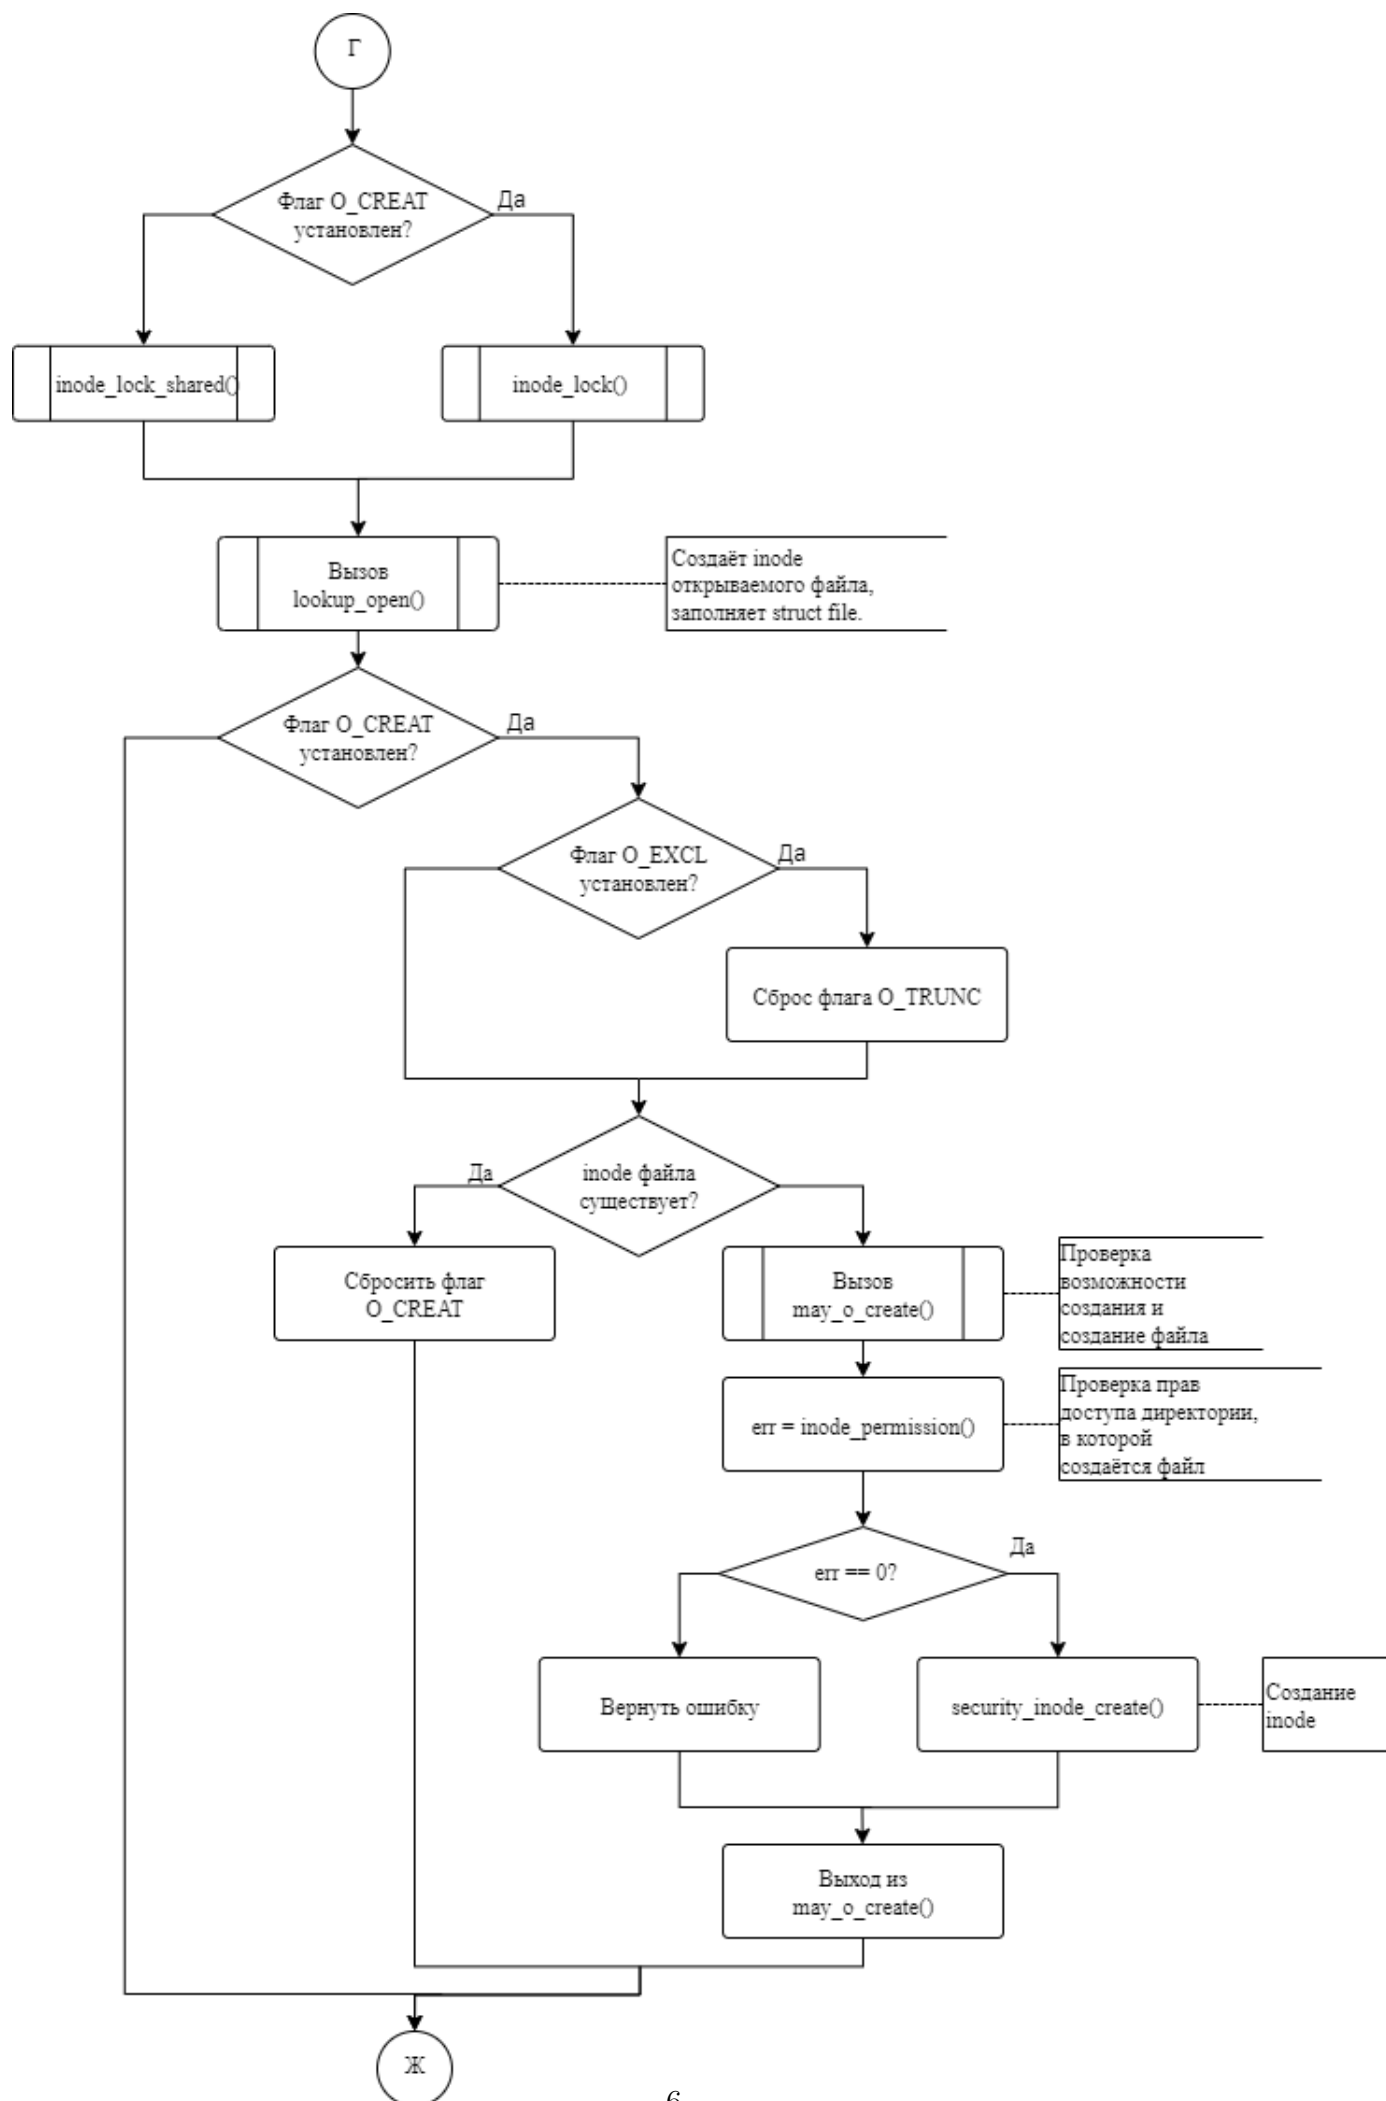 Г
Флаг O_CREAT
установлен?
Да
inode_lock_shared()
inode_lock()
Вызов
lookup_open()
Создаёт inode
открываемого файла,
заполняет struct file.
Флаг O_CREAT
установлен?
Да
Флаг O_EXCL
установлен?
Да
Сброс флага O_TRUNC
inode файла
существует?
Да
Сбросить флаг
O_CREAT
Вызов
may_o_create()
Проверка
возможности
создания и
создание файла
err = inode_permission()
Проверка прав
доступа директории,
в которой
создаётся файл
err == 0?
Да
Вернуть ошибку
security_inode_create()
Создание
inode
Выход из
may_o_create()
Ж
6